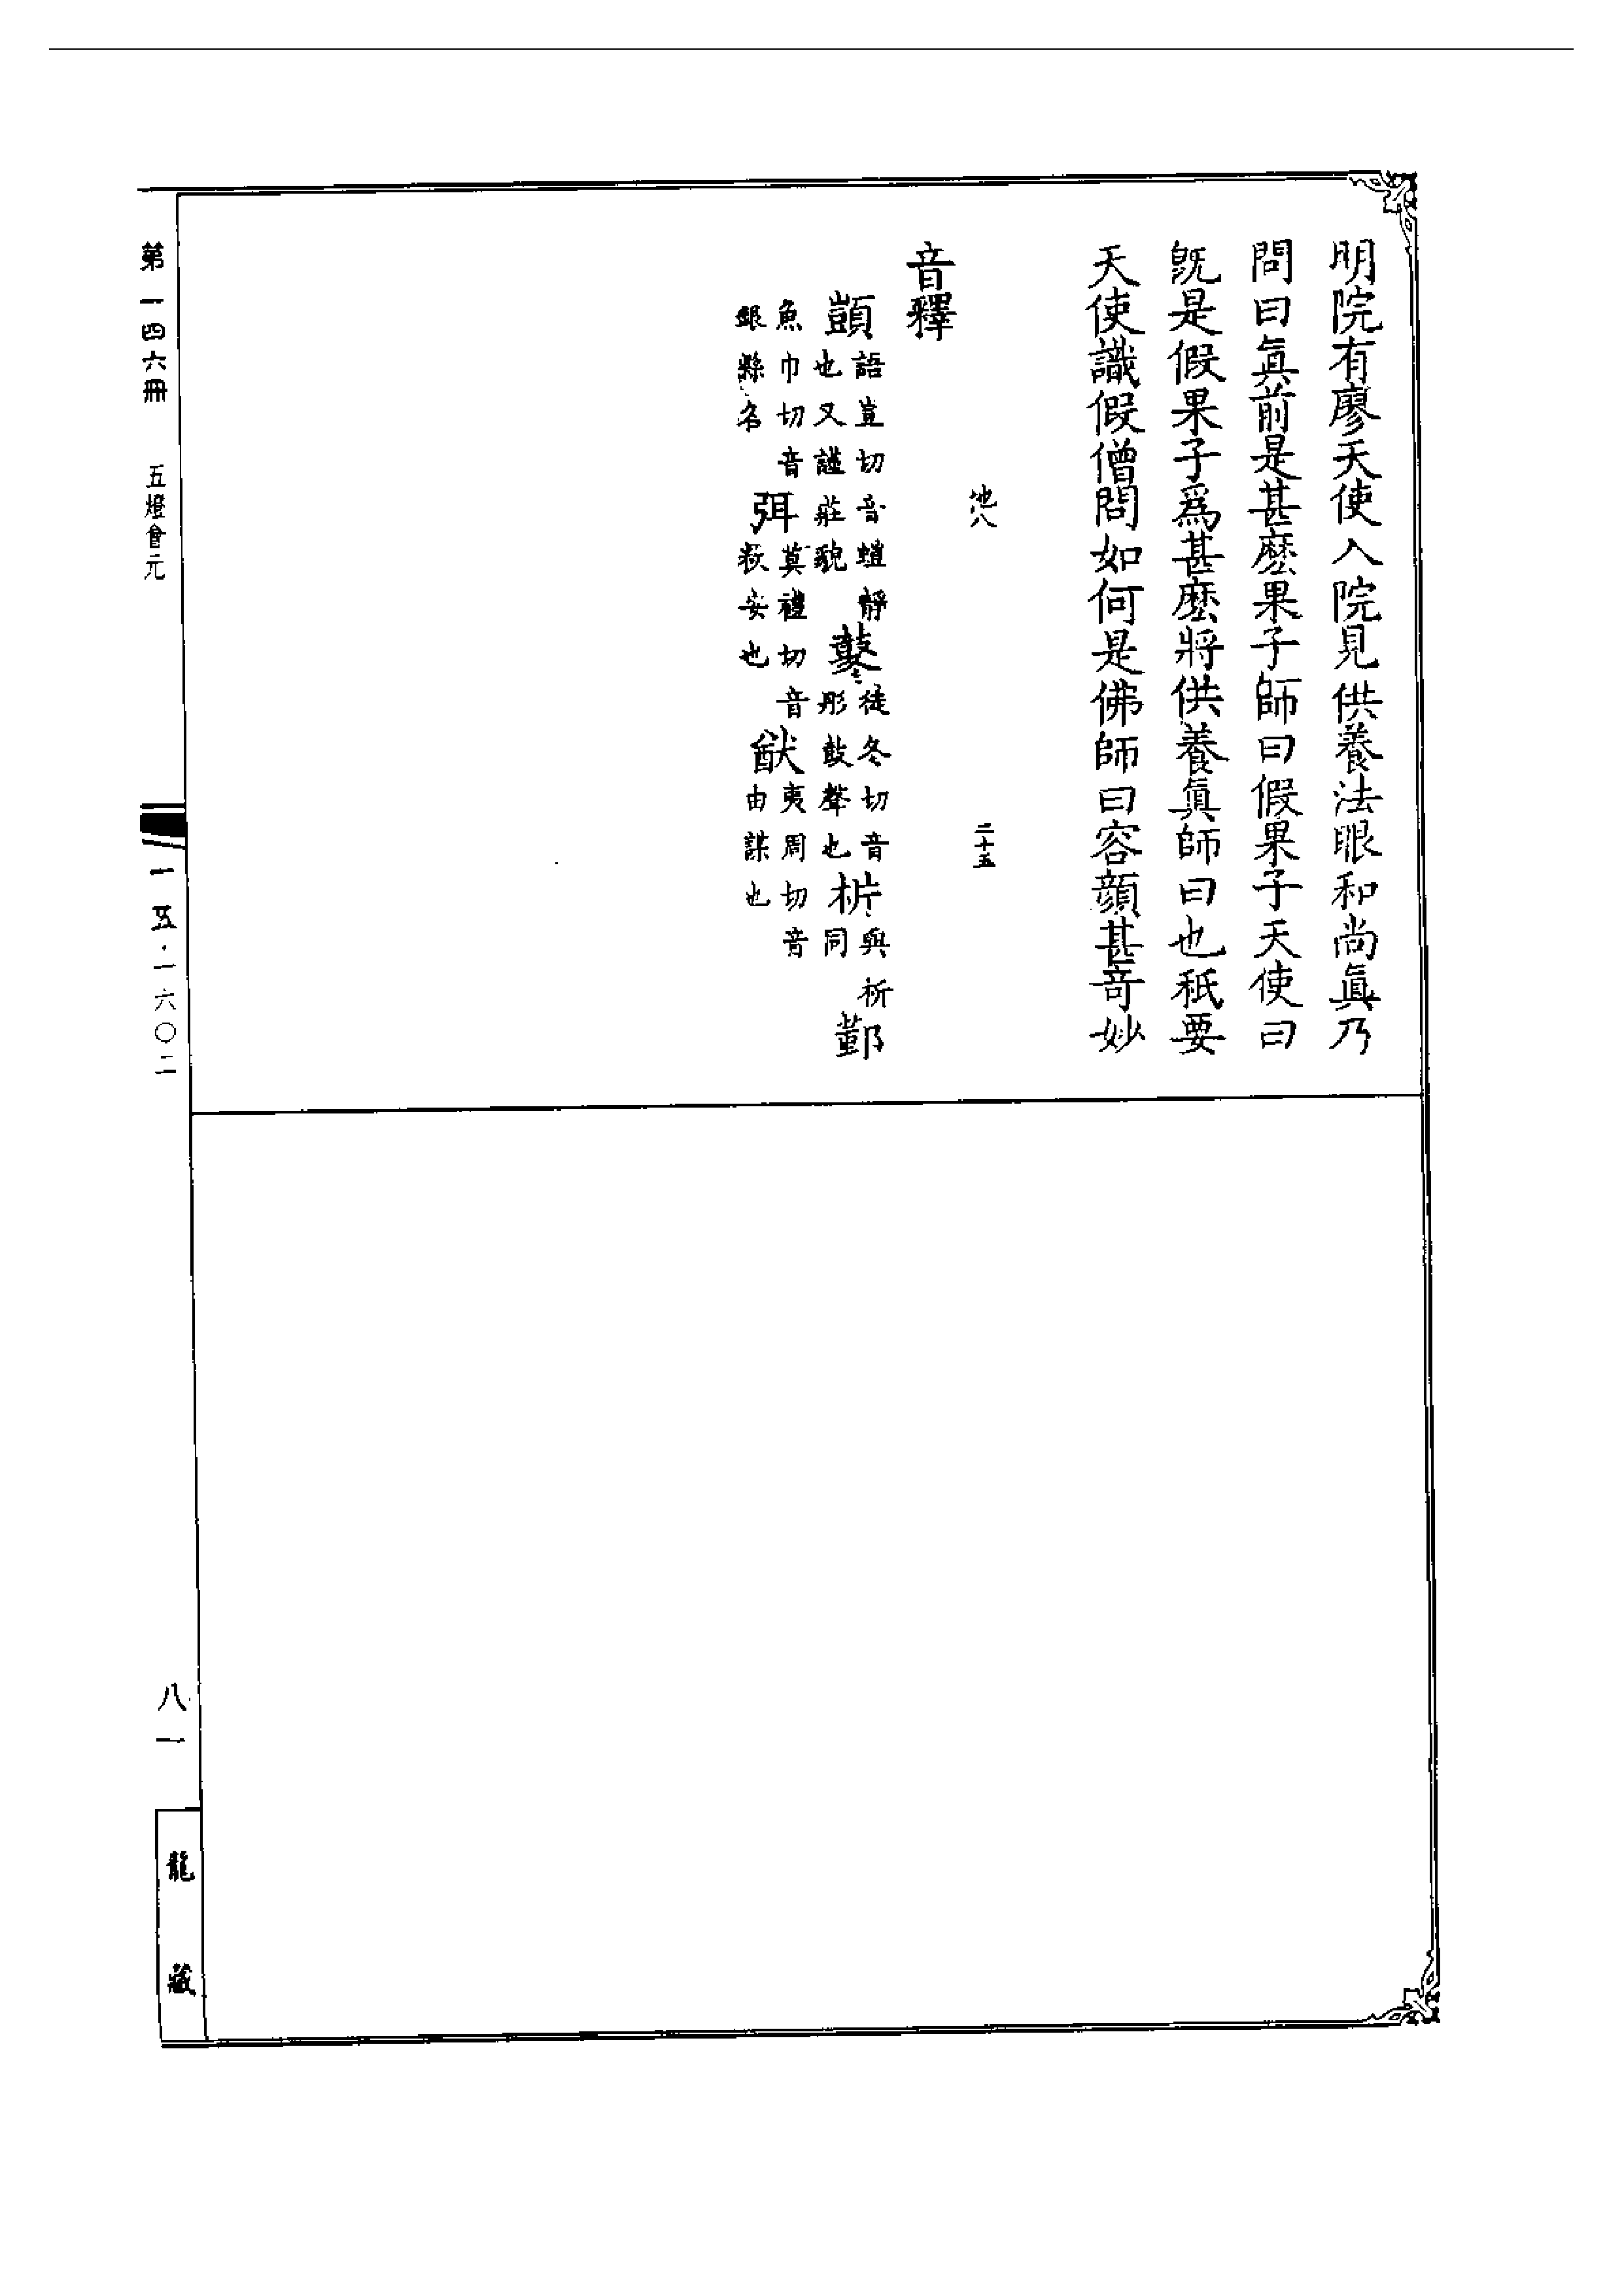 明院有廖天使入院見供養法眼和尚眞乃
問曰眞前是甚麽果子師曰假果子天使曰
旣是假果子爲甚麽將供養眞師曰也秖要
天使識假僧問如何是佛師曰容顔甚奇妙
池八 二十五
音釋
顗 語豈切音螘靜也又謹莊貌 鼕 徒冬切音彤鼓聲也 㭊 與析同 鄞
魚巾切音銀縣名 弭 莫禮切音敉安也 猷 夷周切音由謀也
第一四六冊 五燈會元 一五·一六〇二 八一 龍藏